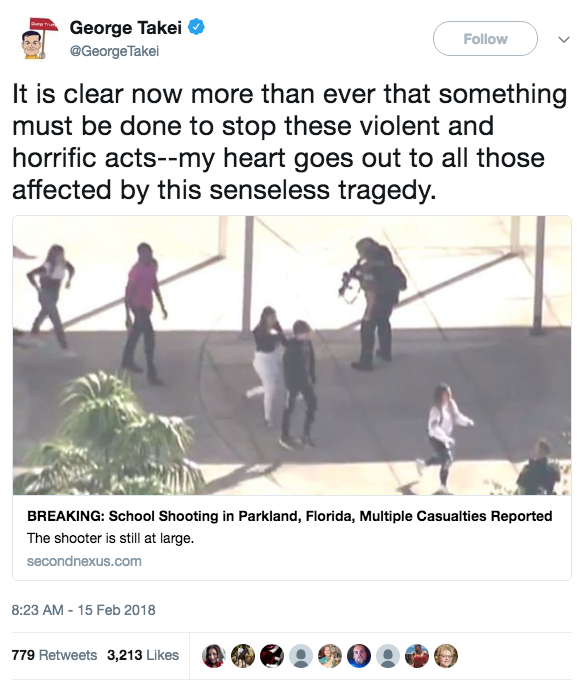 George Takei
@GeorgeTakei
Follow
It is clear now more than ever that something
must be done to stop these violent and
horrific acts--my heart goes out to all those
affected by this senseless tragedy.
BREAKING: School Shooting in Parkland, Florida, Multiple Casualties Reported
The shooter is still at large.
secondnexus.com
8:23 AM - 15 Feb 2018
779 Retweets 3,213 Likes